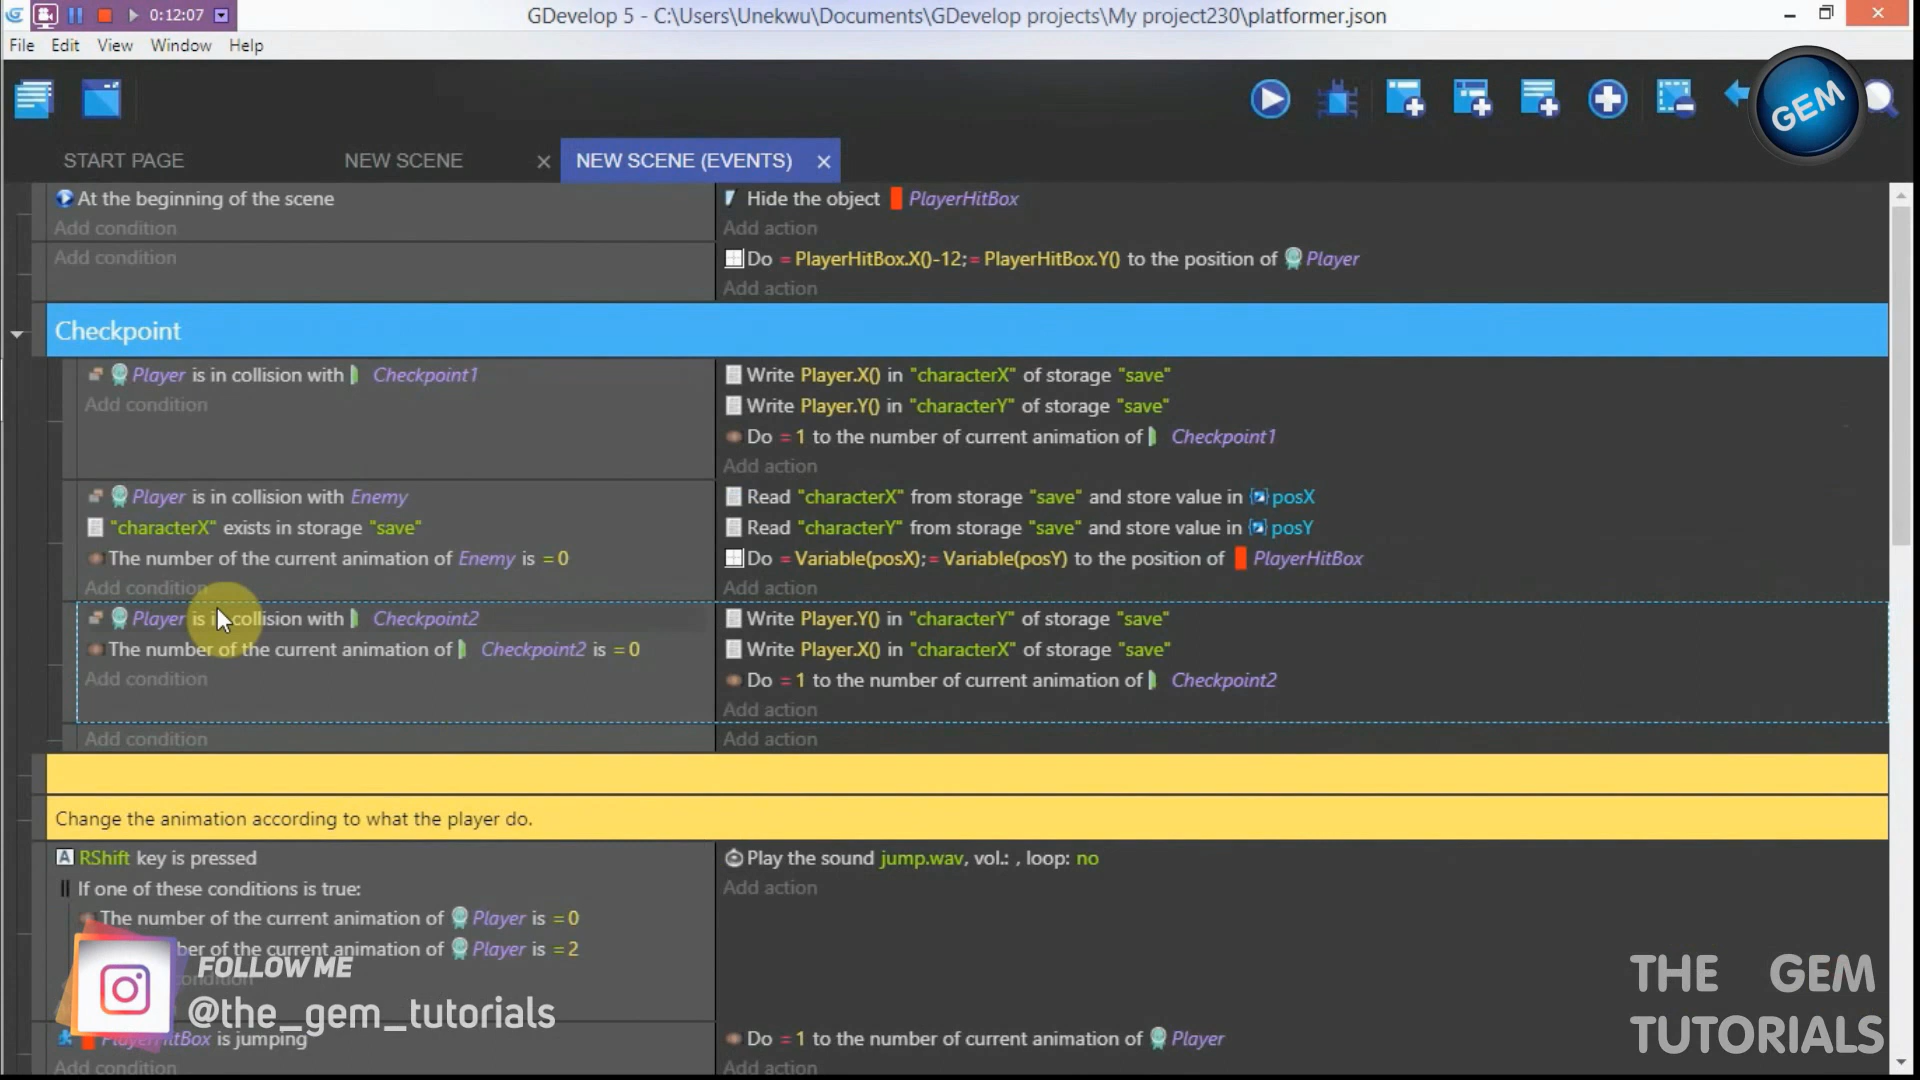 0:12:07
GDevelop 5 - C:\Users\Unekwu\Documents\GDevelop projects\My project230\platformer.json
File Edit View Window Help
GEM
START PAGE NEW SCENE NEW SCENE (EVENTS)
At the beginning of the scene
Hide the object PlayerHitBox
Add condition
Add action
Add condition
Do = PlayerHitBox.X()-12; = PlayerHitBox.Y() to the position of Player
Add action
Checkpoint
Player is in collision with Checkpoint1
Write Player.X() in "characterX" of storage "save"
Add condition
Write Player.Y() in "characterY" of storage "save"
Do = 1 to the number of current animation of Checkpoint1
Add action
Player is in collision with Enemy
Read "characterX" from storage "save" and store value in posX
"characterX" exists in storage "save"
Read "characterY" from storage "save" and store value in posY
The number of the current animation of Enemy is = 0
Do = Variable(posX); = Variable(posY) to the position of PlayerHitBox
Add condition
Add action
Player is in collision with Checkpoint2
Write Player.Y() in "characterY" of storage "save"
The number of the current animation of Checkpoint2 is = 0
Write Player.X() in "characterX" of storage "save"
Add condition
Do = 1 to the number of current animation of Checkpoint2
Add action
Add condition
Add action
Change the animation according to what the player do.
RShift key is pressed
Play the sound jump.wav, vol.: , loop: no
If one of these conditions is true:
Add action
The number of the current animation of Player is = 0
ber of the current animation of Player is = 2
condition
FOLLOW ME
@the_gem_tutorials
PlayerHitBox is jumping
Do = 1 to the number of current animation of Player
Add condition
Add action
THE GEM
TUTORIALS